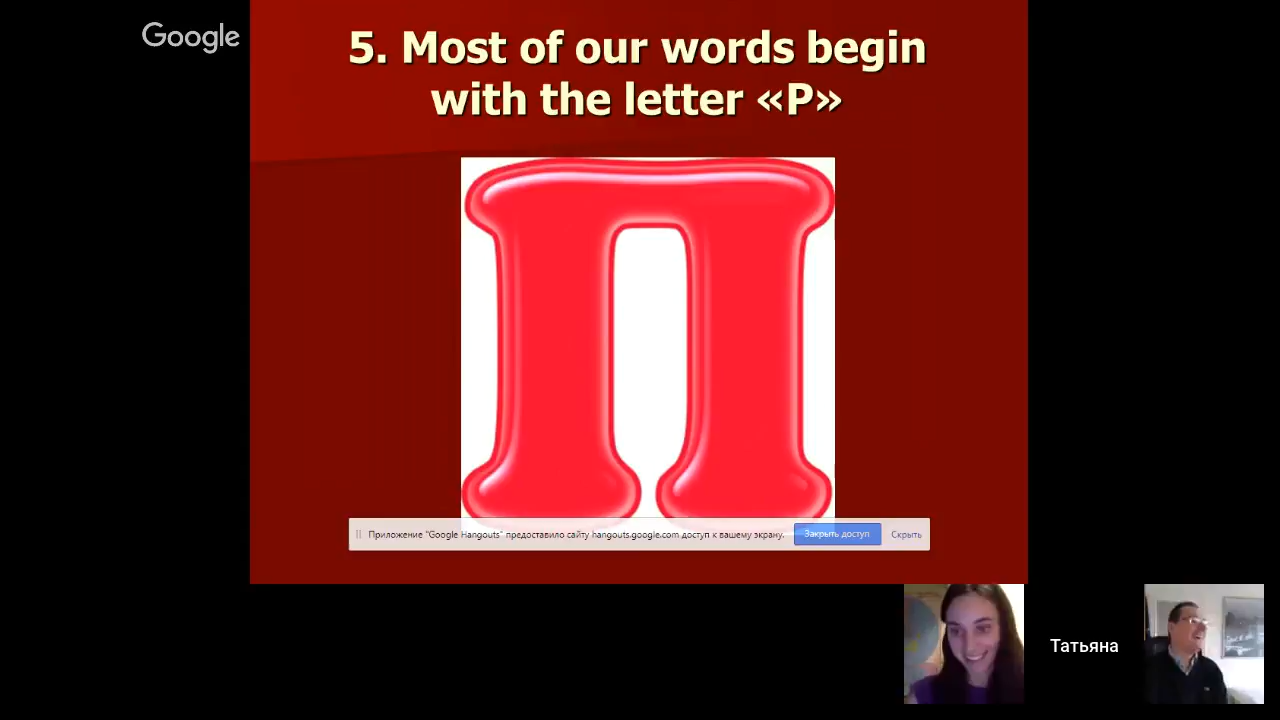 Google
5. Most of our words begin
with the letter «P»
П
Приложение "Google Hangouts" предоставило сайту hangouts.google.com доступ к вашему экрану.
Закрыть доступ
Скрыть
Татьяна